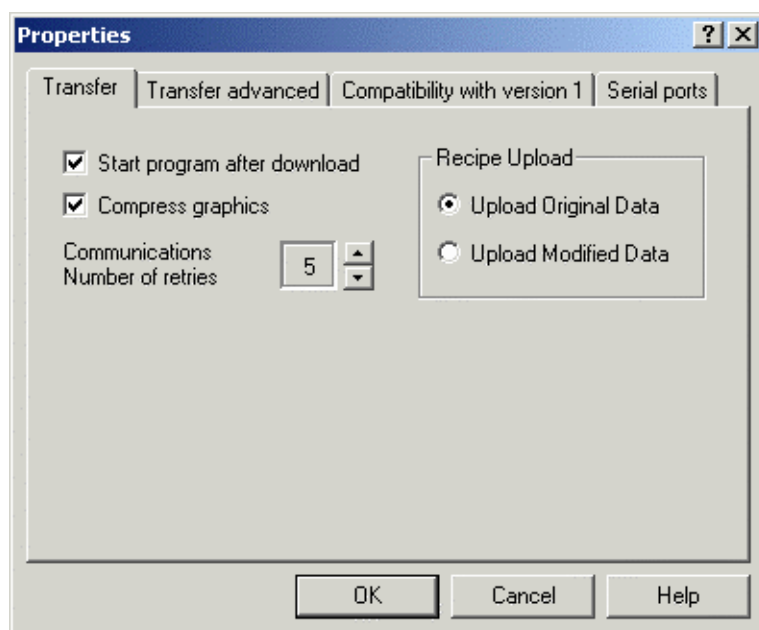 Properties
Transfer
Transfer advanced
Compatibility with version 1
Serial ports
Start program after download
Compress graphics
Communications
Number of retries
5
Recipe Upload
Upload Original Data
Upload Modified Data
OK
Cancel
Help